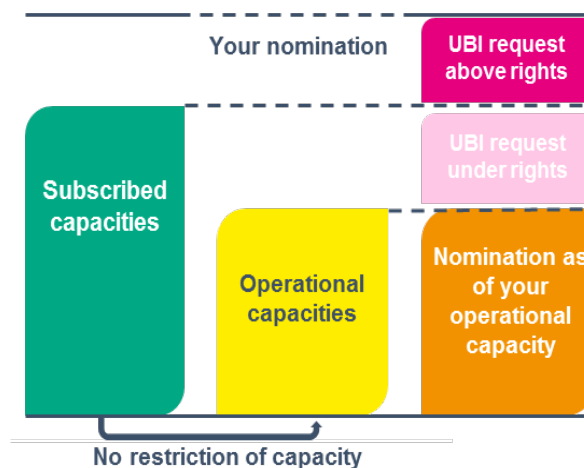 Your nomination
UBI request
above rights
UBI request
under rights
Subscribed
capacities
Operational
capacities
Nomination as
of your
operational
capacity
No restriction of capacity